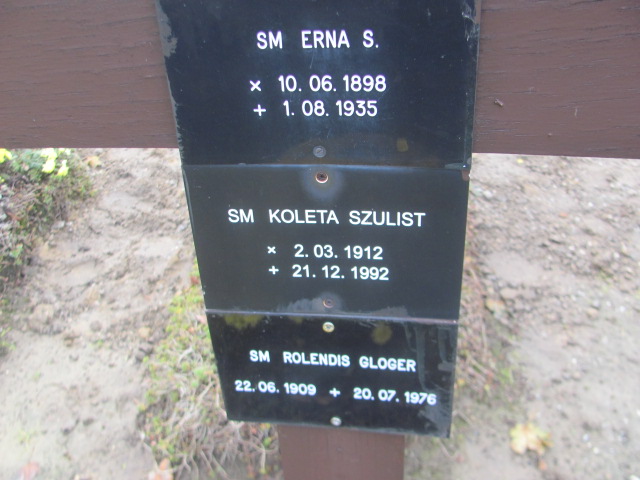 SM ERNA S.
× 10. 06. 1898
+ 1. 08. 1935
SM KOLETA SZULIST
× 2. 03. 1912
+ 21. 12. 1992
SM ROLENDIS GLOGER
22. 06. 1909 + 20. 07. 1976